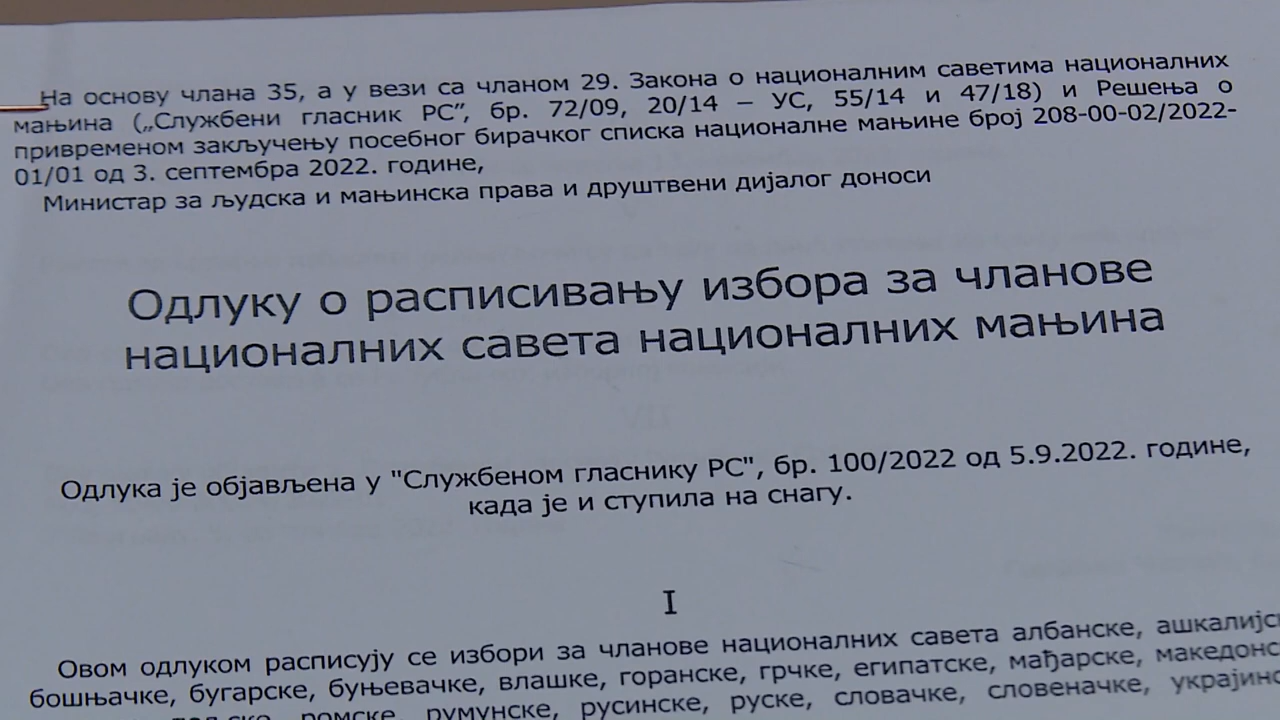 На основу члана 35, а у вези са чланом 29. Закона о националним саветима националних
мањина („Службени гласник РС”, бр. 72/09, 20/14 – УС, 55/14 и 47/18) и Решења о
привременом закључењу посебног бирачког списка националне мањине број 208-00-02/2022-
01/01 од 3. септембра 2022. године,
Министар за људска и мањинска права и друштвени дијалог доноси
Одлуку о расписивању избора за чланове
националних савета националних мањина
Одлука је објављена у "Службеном гласнику РС", бр. 100/2022 од 5.9.2022. године,
када је и ступила на снагу.
I
Овом одлуком расписују се избори за чланове националних савета албанске,
бошњачке, бугарске, буњевачке, влашке, горанске, грчке, египатске, мађарске,
ромске, румунске, русинске, руске, словачке, словеначке,